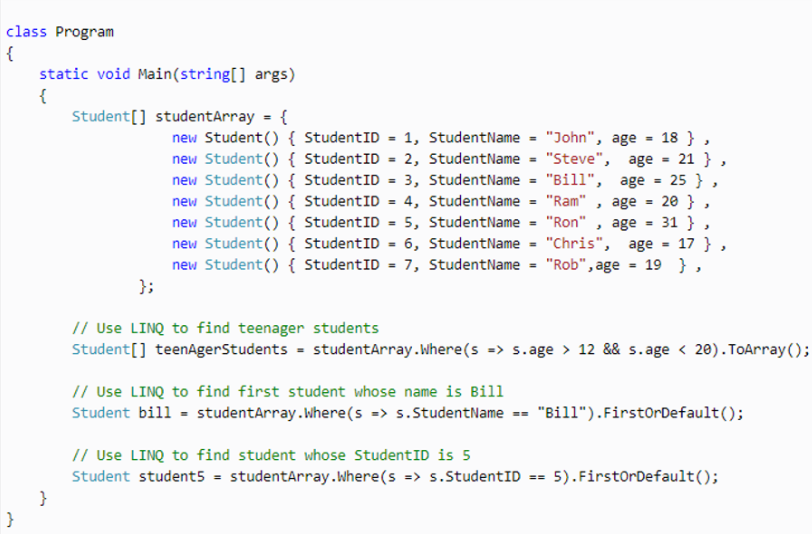 class Program
{
static void Main(string[] args)
{
Student[] studentArray = {
new Student() { StudentID = 1, StudentName = "John", age = 18 } ,
new Student() { StudentID = 2, StudentName = "Steve",  age = 21 } ,
new Student() { StudentID = 3, StudentName = "Bill",  age = 25 } ,
new Student() { StudentID = 4, StudentName = "Ram" , age = 20 } ,
new Student() { StudentID = 5, StudentName = "Ron" , age = 31 } ,
new Student() { StudentID = 6, StudentName = "Chris",  age = 17 } ,
new Student() { StudentID = 7, StudentName = "Rob",age = 19  } ,
};
// Use LINQ to find teenager students
Student[] teenAgerStudents = studentArray.Where(s => s.age > 12 && s.age < 20).ToArray();
// Use LINQ to find first student whose name is Bill
Student bill = studentArray.Where(s => s.StudentName == "Bill").FirstOrDefault();
// Use LINQ to find student whose StudentID is 5
Student student5 = studentArray.Where(s => s.StudentID == 5).FirstOrDefault();
}
}